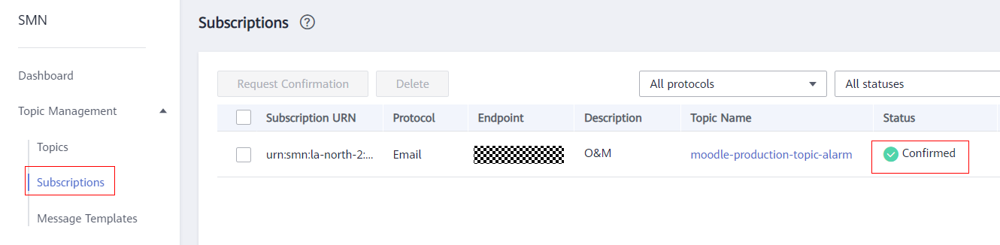 SMN
Subscriptions ?
Dashboard
Request Confirmation Delete All protocols All statuses
Topic Management
Subscription URN Protocol Endpoint Description Topic Name Status
Topics
urn:smn:la-north-2:... Email O&M moodle-production-topic-alarm Confirmed
Subscriptions
Message Templates